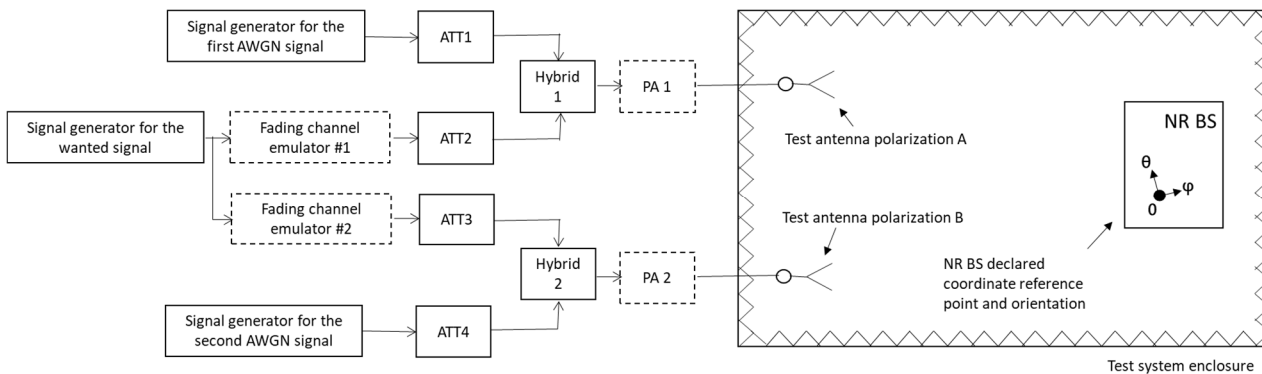 Signal generator for the
first AWGN signal
ATT1
Hybrid
1
PA 1
Signal generator for the
wanted signal
Fading channel
emulator #1
ATT2
Test antenna polarization A
NR BS
θ
φ
0
Fading channel
emulator #2
ATT3
Test antenna polarization B
Hybrid
2
PA 2
NR BS declared
coordinate reference
point and orientation
Signal generator for the
second AWGN signal
ATT4
Test system enclosure